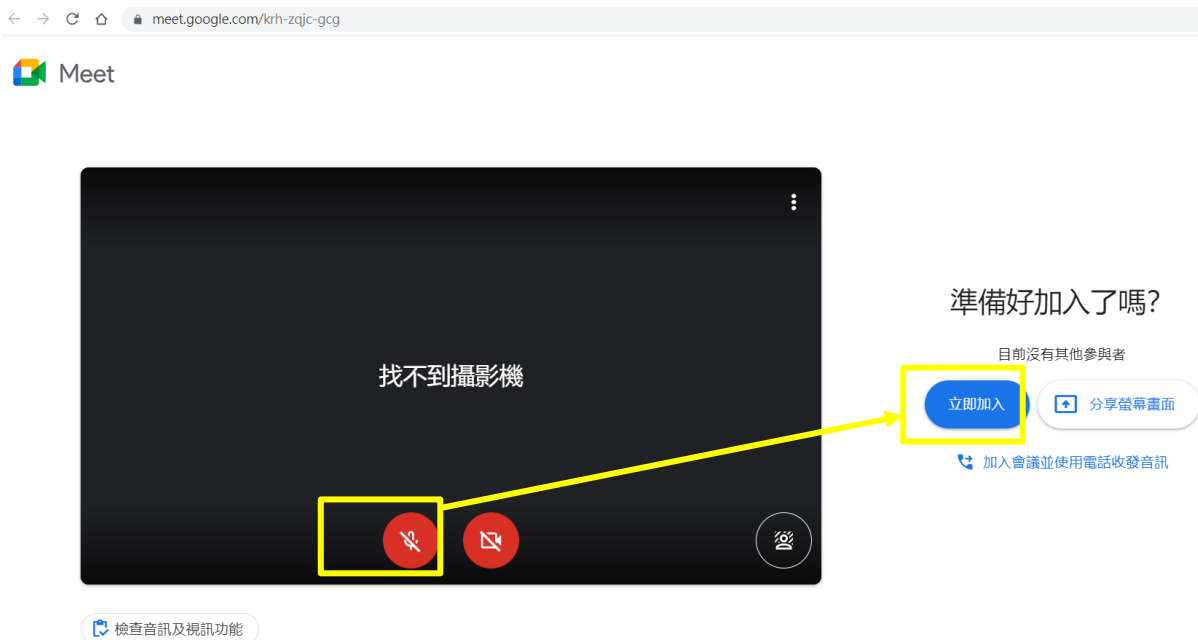 meet.google.com/krh-zqjc-gcg
Meet
找不到攝影機
準備好加入了嗎?
目前沒有其他參與者
立即加入
分享螢幕畫面
加入會議並使用電話收發音訊
檢查音訊及視訊功能